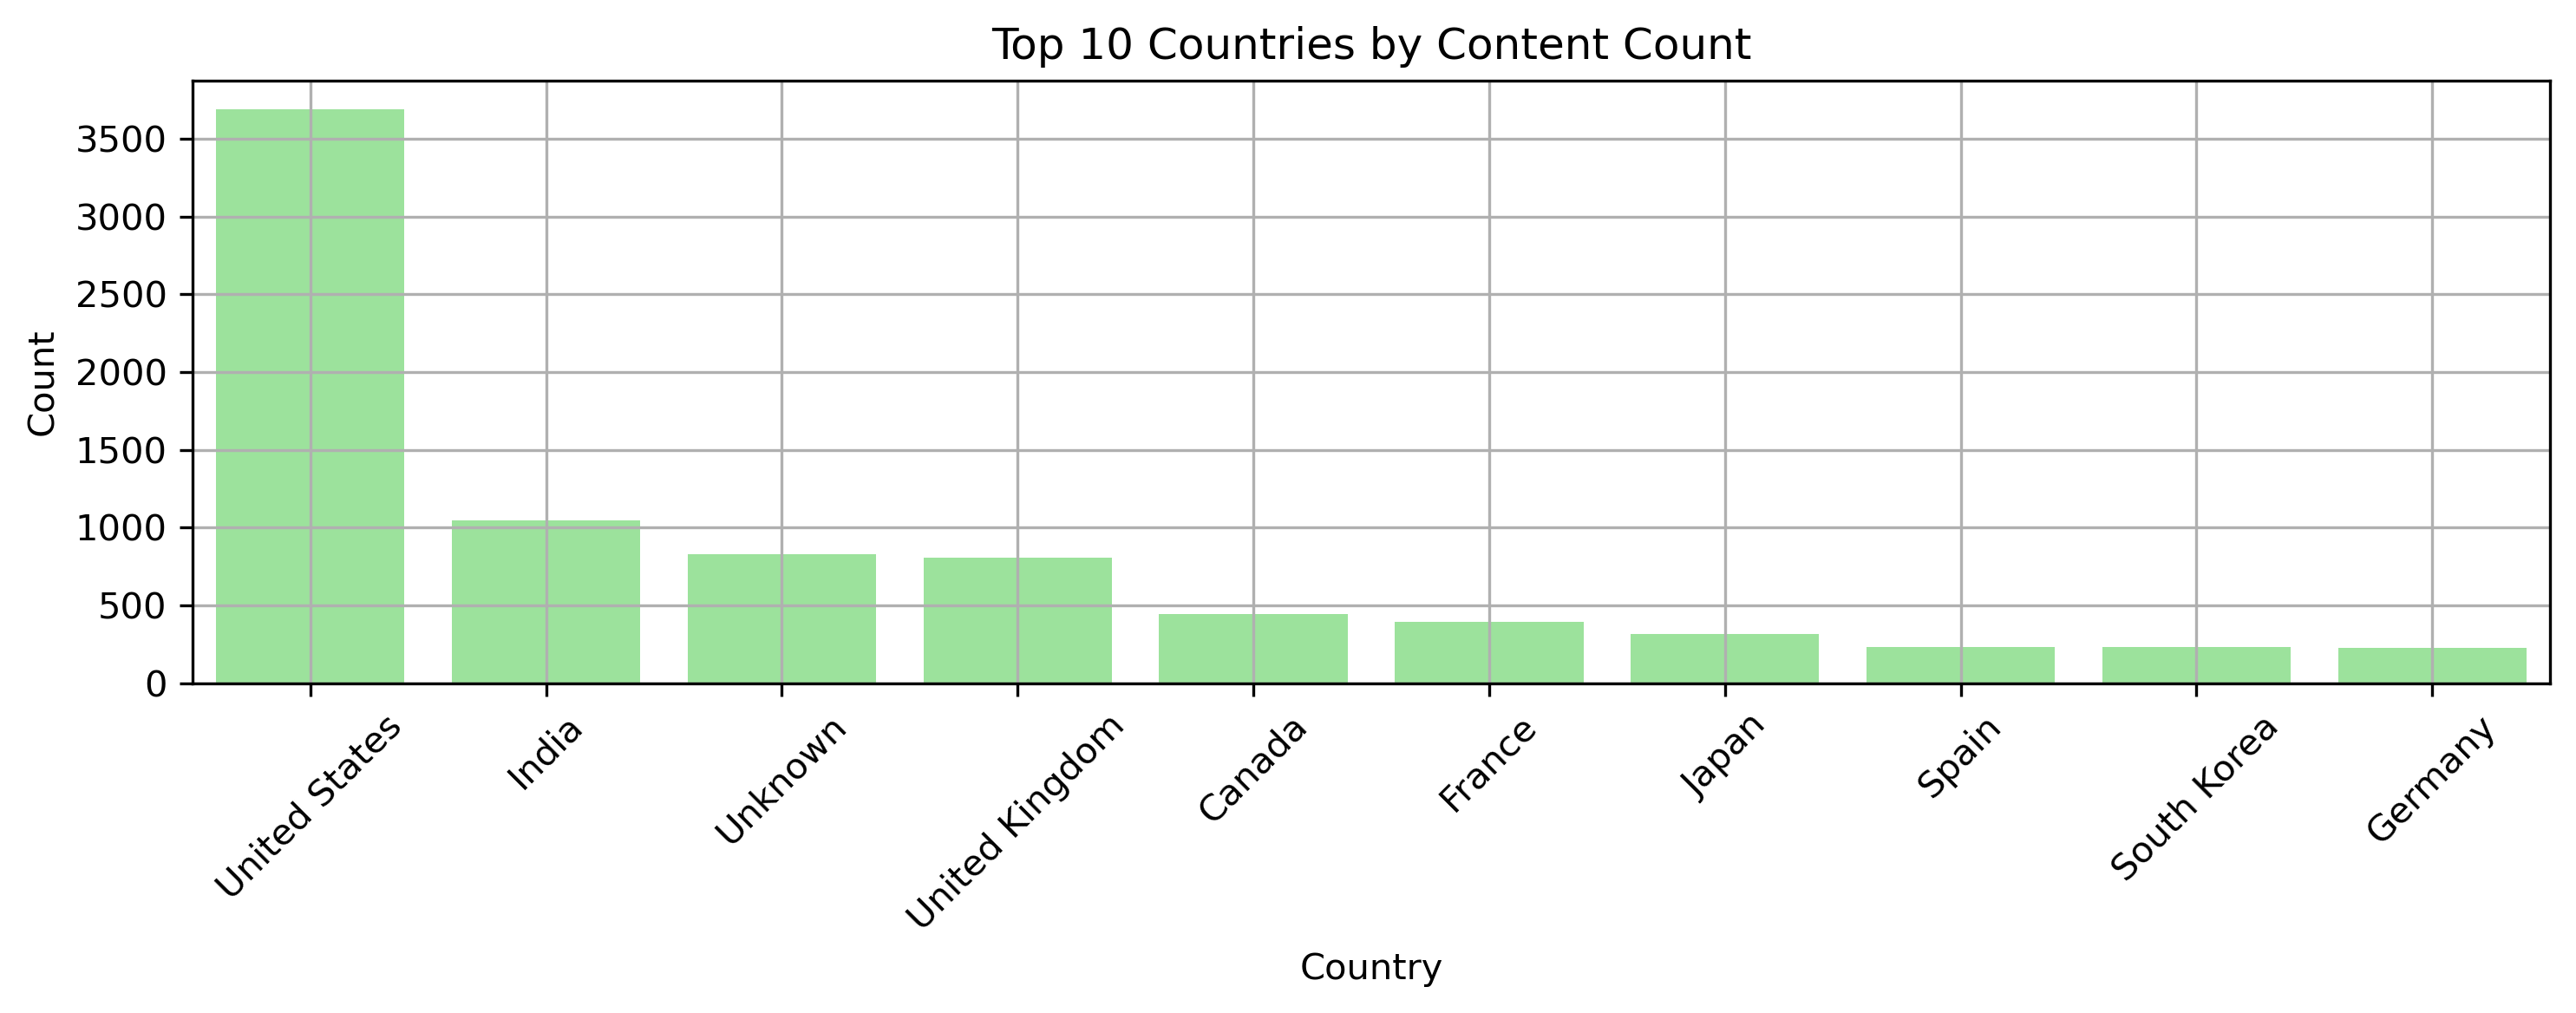 Top 10 Countries by Content Count
Count
3500
3000
2500
2000
1500
1000
500
0
United States
India
Unknown
United Kingdom
Canada
France
Japan
Spain
South Korea
Germany
Country